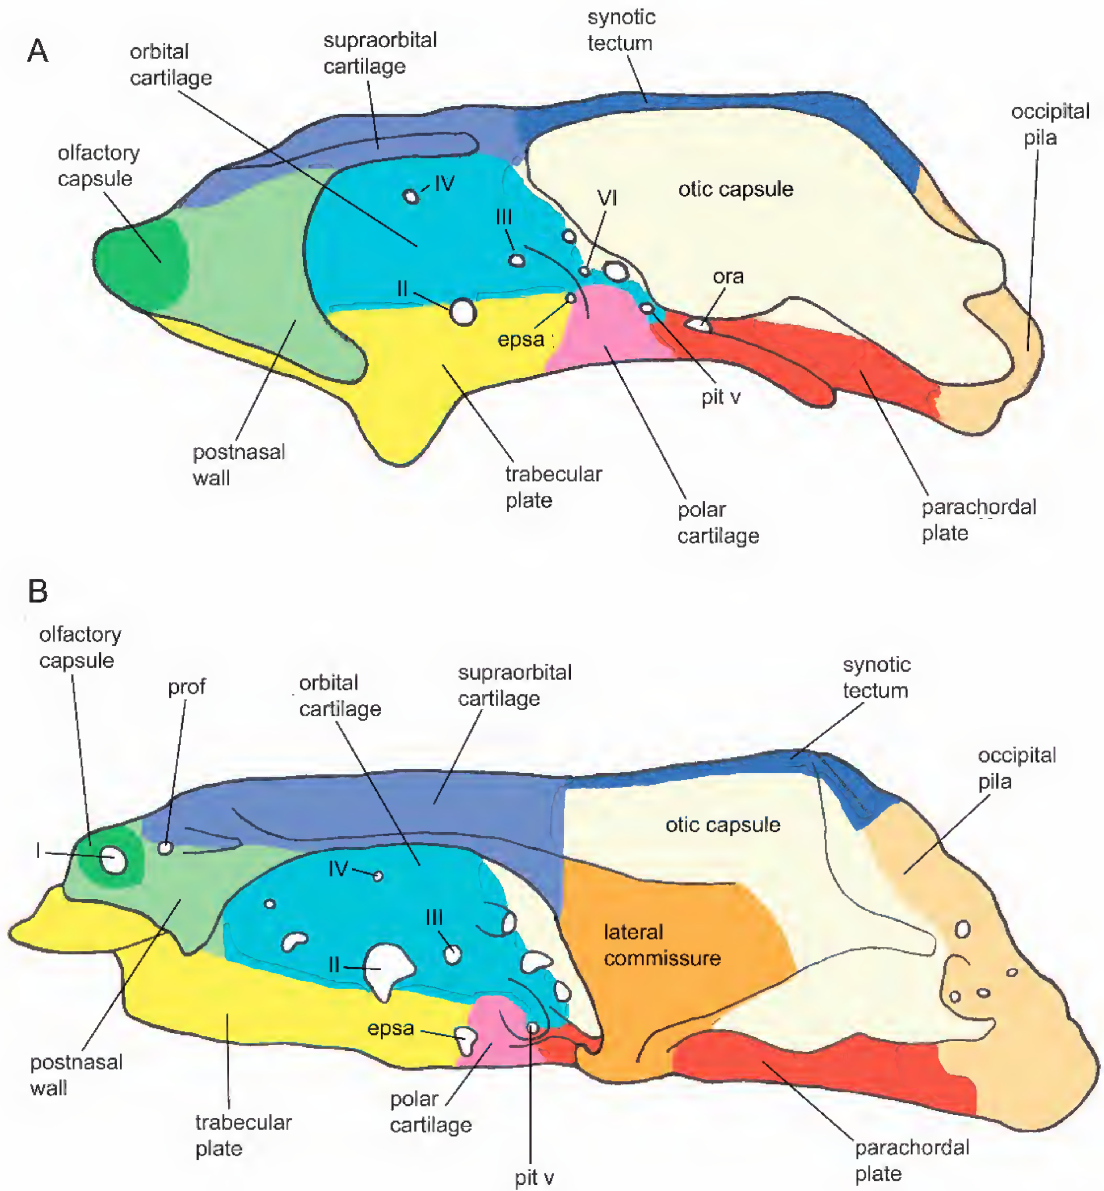 A
orbital
cartilage
supraorbital
cartilage
synotic
tectum
occipital
pila
olfactory
capsule
IV
III
VI
otic capsule
II
ora
epsa
pit v
postnasal
wall
trabecular
plate
polar
cartilage
parachordal
plate
B
olfactory
capsule
prof
orbital
cartilage
supraorbital
cartilage
synotic
tectum
occipital
pila
I
IV
III
II
otic capsule
lateral
commissure
epsa
postnasal
wall
trabecular
plate
polar
cartilage
pit v
parachordal
plate